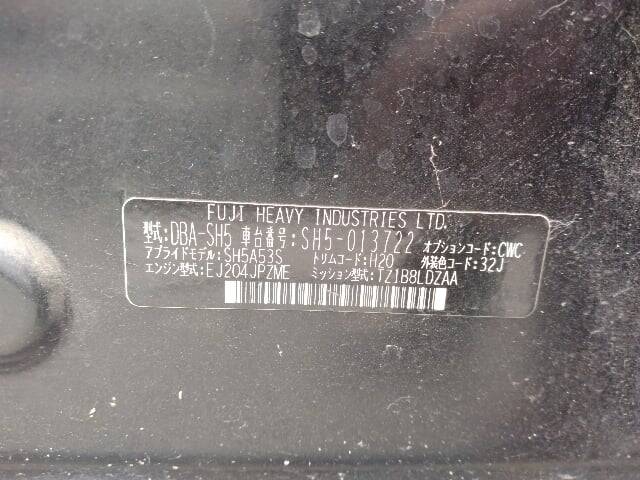 FUJI HEAVY INDUSTRIES LTD.
型式:DBA-SH5 車台番号:SH5-013722 オプションコード:CWC
アプライドモデル:SH5A53S トリムコード:H20 外装色コード:32J
エンジン型式:EJ204JPZME ミッション型式:TZ1B8LDZAA